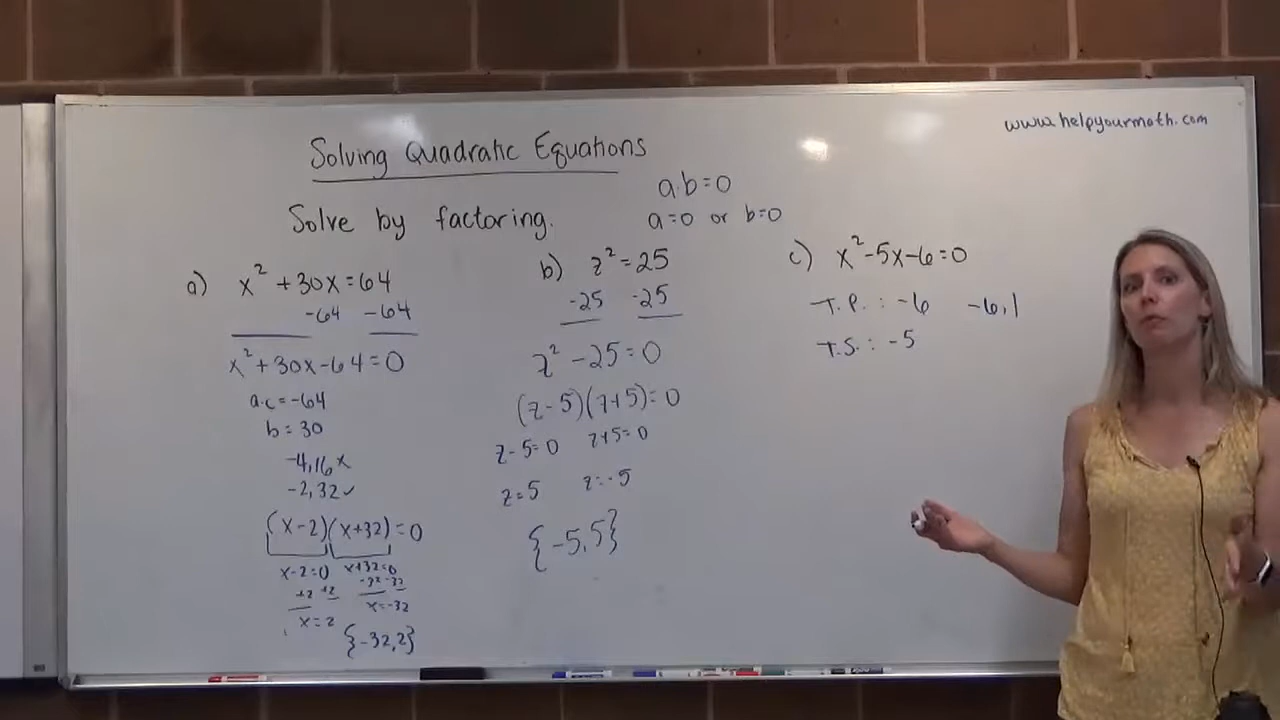 www.helpyourmath.com
Solving Quadratic Equations
a·b=0
Solve by factoring.
a=0 or b=0
a) x²+30x=64
-64 -64
x²+30x-64=0
a·c=-64
b=30
-4,16 x
-2,32 ✓
(x-2)(x+32)=0
x-2=0 x+32=0
+2 +2 -32 -32
x=2 x=-32
{-32,2}
b) z²=25
-25 -25
z²-25=0
(z-5)(z+5)=0
z-5=0 z+5=0
z=5 z=-5
{-5,5}
c) x²-5x-6=0
T.P. : -6 -6,1
T.S. : -5